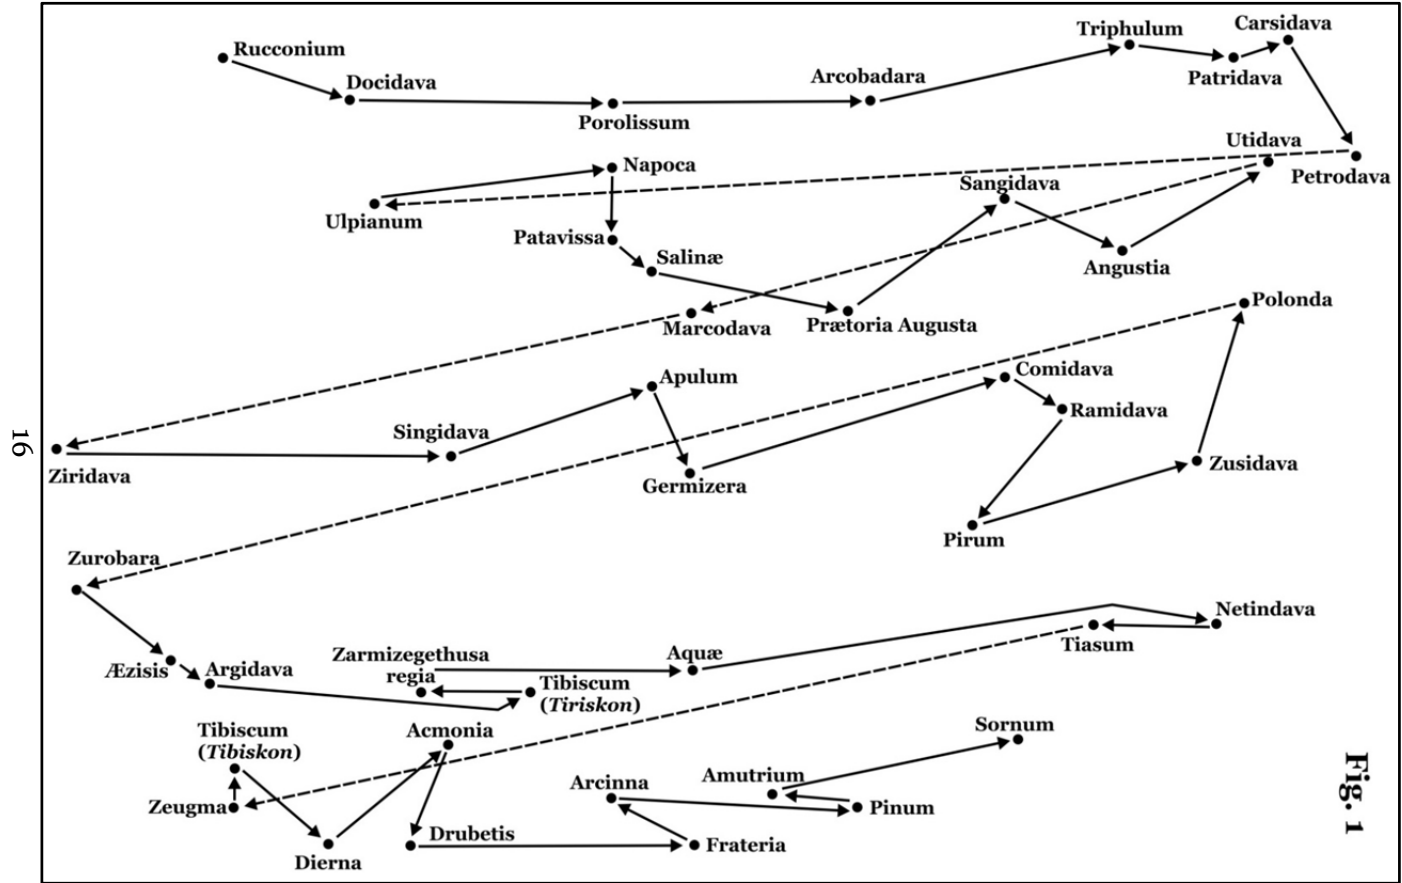 Carsidava
Triphulum
Rucconium
Patridava
Arcobadara
Docidava
Porolissum
Utidava
Napoca
Petrodava
Sangidava
Ulpianum
Patavissa
Salinæ
Angustia
Polonda
Marcodava
Prætoria Augusta
Comidava
Apulum
Ramidava
Singidava
16
Zusidava
Ziridava
Germizera
Pirum
Zurobara
Netindava
Tiasum
Zarmizegethusa
regia
Aquæ
Æzisis
Argidava
Tibiscum
(Tiriskon)
Sornum
Tibiscum
(Tibiskon)
Acmonia
Amutrium
Arcinna
Fig. 1
Zeugma
Pinum
Drubetis
Frateria
Dierna